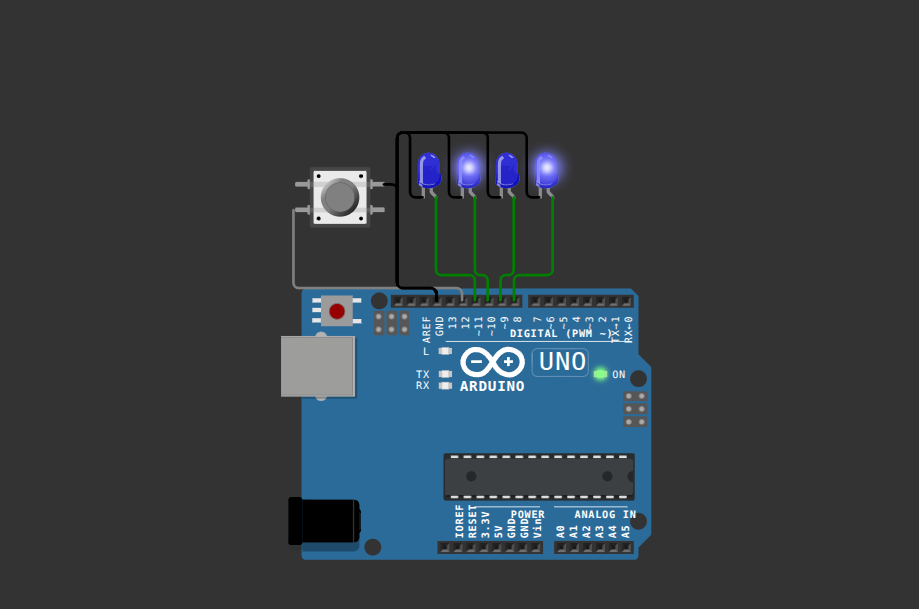 AREF
GND
13
12
~11
~10
~9
8
7
~6
~5
4
~3
2
TX→1
RX←0
DIGITAL (PWM ~)
L
TX
RX
UNO
ON
ARDUINO
IOREF
RESET
3.3V
5V
GND
GND
Vin
POWER
A0
A1
A2
A3
A4
A5
ANALOG IN